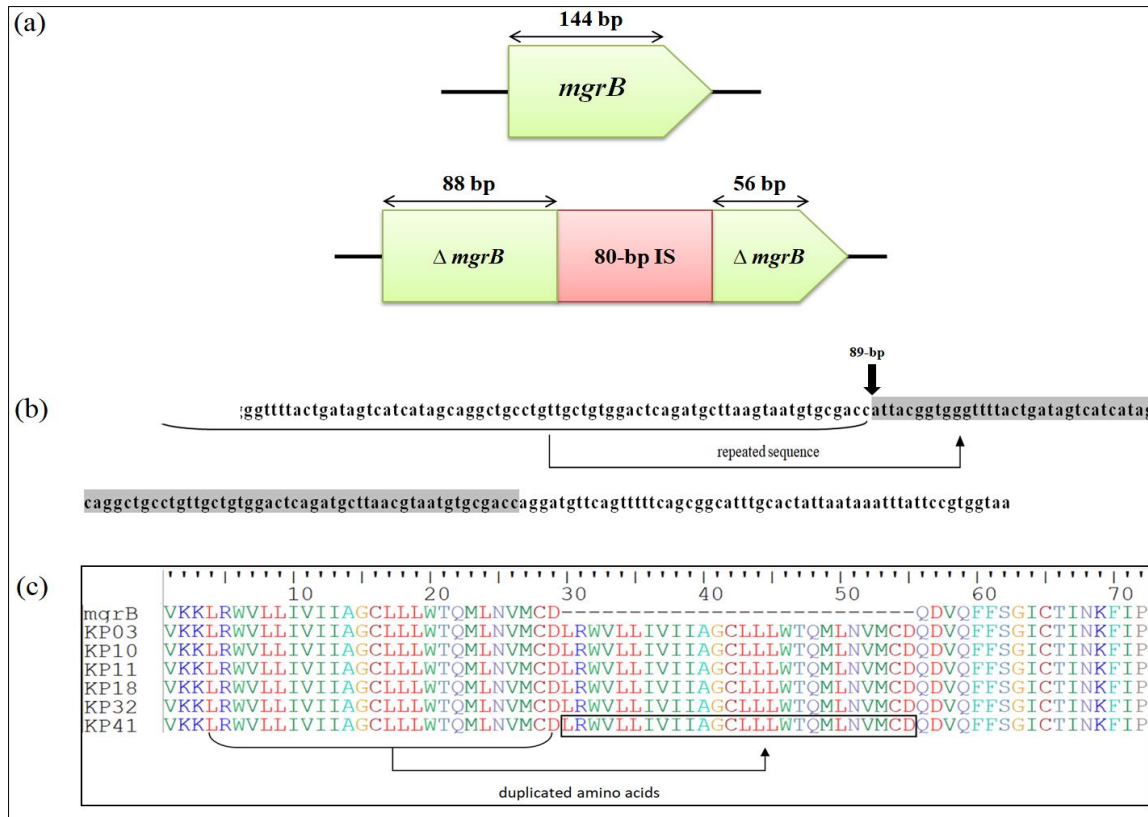 (a)
144 bp
mgrB
88 bp
56 bp
Δ mgrB
80-bp IS
Δ mgrB
89-bp
(b)
gggttttactgatagtcatcatagcaggctgcctgttgctgtggactcagatgcttaagtaatgtgcgaccattacggtgggttttactgatagtcatcatag
repeated sequence
caggctgcctgttgctgtggactcagatgcttaacgtaatgtgcgaccaggatgttcagtttttcagcggcatttgcactattaataaatttattccgtggtaa
(c)
10 20 30 40 50 60 70
mgrB VKKLRWVLLIVIIAGCLLLWTQMLNVMCD--------------------------QDVQFFSGICTINKFIP
KP03 VKKLRWVLLIVIIAGCLLLWTQMLNVMCDLRWVLLIVIIAGCLLLWTQMLNVMCDQDVQFFSGICTINKFIP
KP10 VKKLRWVLLIVIIAGCLLLWTQMLNVMCDLRWVLLIVIIAGCLLLWTQMLNVMCDQDVQFFSGICTINKFIP
KP11 VKKLRWVLLIVIIAGCLLLWTQMLNVMCDLRWVLLIVIIAGCLLLWTQMLNVMCDQDVQFFSGICTINKFIP
KP18 VKKLRWVLLIVIIAGCLLLWTQMLNVMCDLRWVLLIVIIAGCLLLWTQMLNVMCDQDVQFFSGICTINKFIP
KP32 VKKLRWVLLIVIIAGCLLLWTQMLNVMCDLRWVLLIVIIAGCLLLWTQMLNVMCDQDVQFFSGICTINKFIP
KP41 VKKLRWVLLIVIIAGCLLLWTQMLNVMCDLRWVLLIVIIAGCLLLWTQMLNVMCDQDVQFFSGICTINKFIP
duplicated amino acids